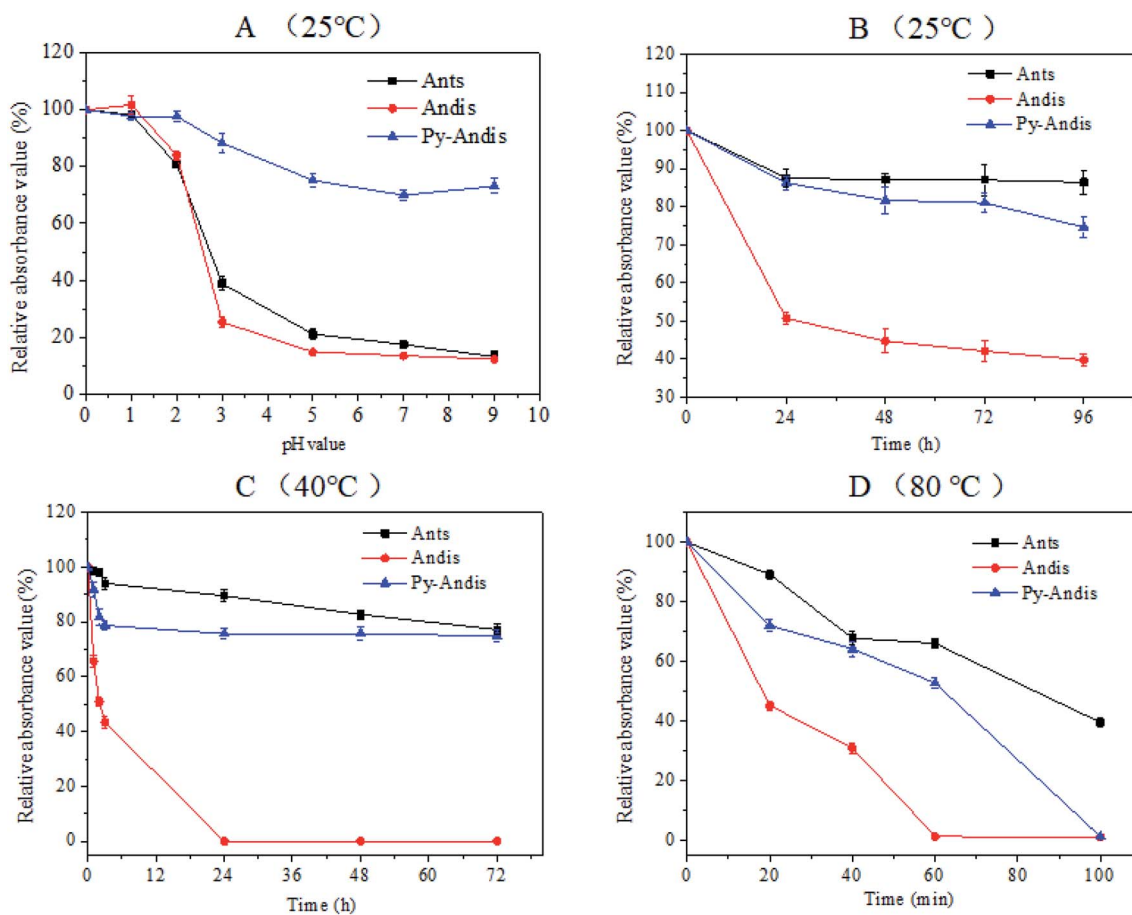 A （25℃）
120
100
80
60
40
20
0
Relative absorbance value (%)
Ants
Andis
Py-Andis
0 1 2 3 4 5 6 7 8 9 10
pH value
B （25℃ ）
120
110
100
90
80
70
60
50
40
30
Relative absorbance value (%)
Ants
Andis
Py-Andis
0 24 48 72 96
Time (h)
C （40℃ ）
120
100
80
60
40
20
0
Relative absorbance value (%)
Ants
Andis
Py-Andis
0 12 24 36 48 60 72
Time (h)
D （80 ℃ ）
100
80
60
40
20
0
Relative absorbance value (%)
Ants
Andis
Py-Andis
0 20 40 60 80 100
Time (min)